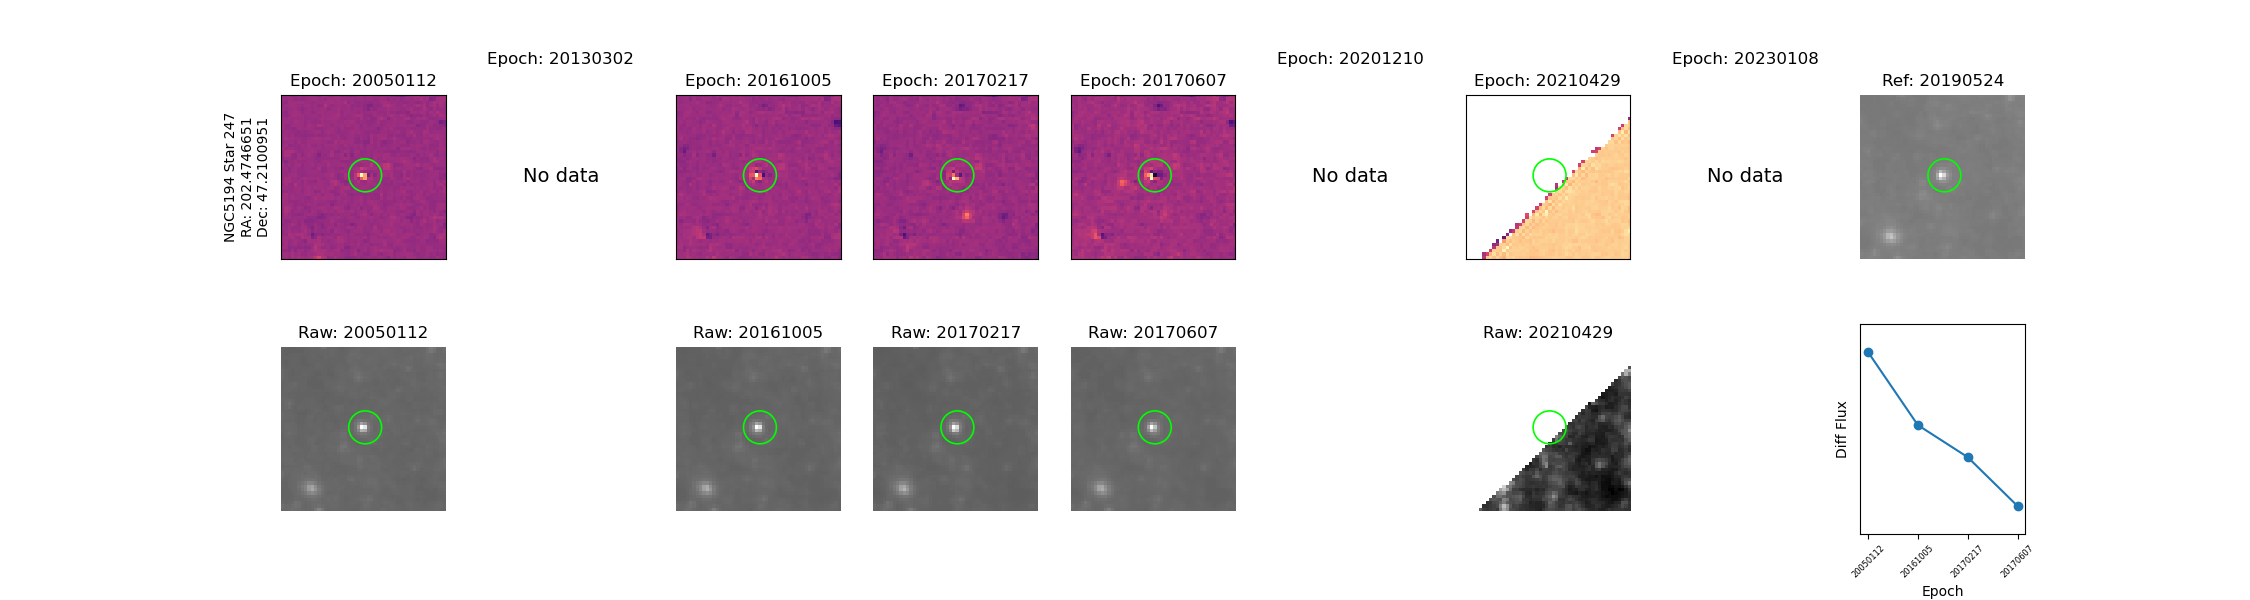 Epoch: 20130302
Epoch: 20201210
Epoch: 20230108
Epoch: 20050112
Epoch: 20161005
Epoch: 20170217
Epoch: 20170607
Epoch: 20210429
Ref: 20190524
NGC5194 Star 247
RA: 202.4746651
Dec: 47.2100951
No data
No data
No data
Raw: 20050112
Raw: 20161005
Raw: 20170217
Raw: 20170607
Raw: 20210429
Diff Flux
20050112
20161005
20170217
20170607
Epoch